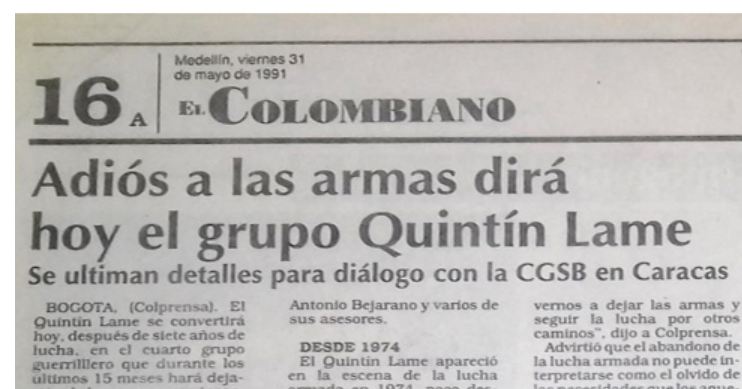 16 A
Medellín, viernes 31
de mayo de 1991
EL COLOMBIANO
Adiós a las armas dirá
hoy el grupo Quintín Lame
Se ultiman detalles para diálogo con la CGSB en Caracas
BOGOTA, (Colprensa). El
Quintín Lame se convertirá
hoy, después de siete años de
lucha, en el cuarto grupo
guerrilllero que durante los
ultimos 15 meses hará deja-
Antonio Bejarano y varios de
sus asesores.
DESDE 1974
El Quintín Lame apareció
en la escena de la lucha
armada en 1974
vernos a dejar las armas y
seguir la lucha por otros
caminos", dijo a Colprensa.
Advirtió que el abandono de
la lucha armada no puede in-
terpretarse como el olvido de